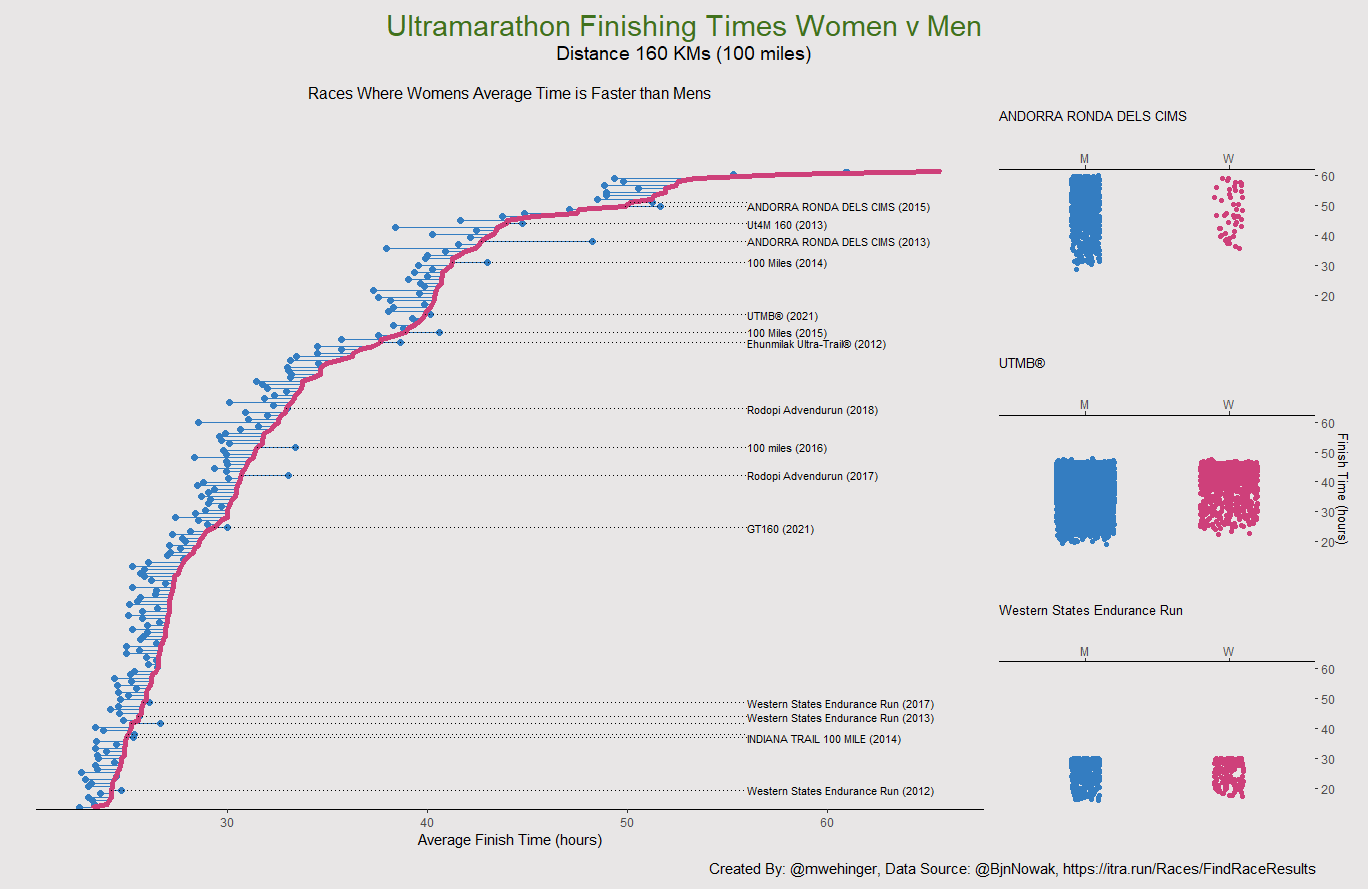 Ultramarathon Finishing Times Women v Men
Distance 160 KMs (100 miles)
Races Where Womens Average Time is Faster than Mens
ANDORRA RONDA DELS CIMS (2015)
Ut4M 160 (2013)
ANDORRA RONDA DELS CIMS (2013)
100 Miles (2014)
UTMB® (2021)
100 Miles (2015)
Ehunmilak Ultra-Trail® (2012)
Rodopi Advendurun (2018)
100 miles (2016)
Rodopi Advendurun (2017)
GT160 (2021)
Western States Endurance Run (2017)
Western States Endurance Run (2013)
INDIANA TRAIL 100 MILE (2014)
Western States Endurance Run (2012)
30 40 50 60
Average Finish Time (hours)
ANDORRA RONDA DELS CIMS
M W
60
50
40
30
20
UTMB®
M W
60
50
40
30
20
Finish Time (hours)
Western States Endurance Run
M W
60
50
40
30
20
Created By: @mwehinger, Data Source: @BjnNowak, https://itra.run/Races/FindRaceResults